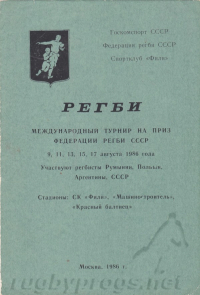 Госкомспорт СССР
Федерация регби СССР
Спортклуб «Фили»
РЕГБИ
МЕЖДУНАРОДНЫЙ ТУРНИР НА ПРИЗ
ФЕДЕРАЦИИ РЕГБИ СССР
9, 11, 13, 15, 17 августа 1986 года
Участвуют регбисты Румынии, Польши,
Аргентины, СССР
Стадионы: СК «Фили», «Машиностроитель»,
«Красный балтиец»
Москва, 1986 г.
rugbyprogs.net